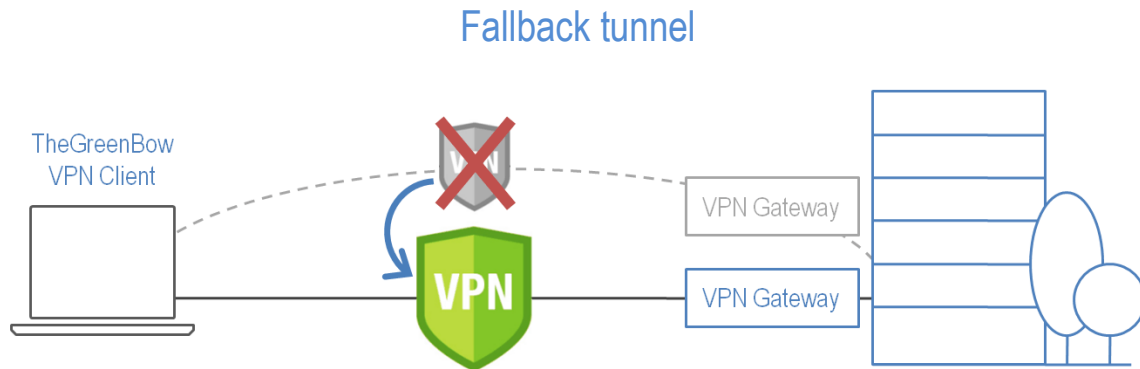 Fallback tunnel
TheGreenBow
VPN Client
VPN
VPN Gateway
VPN
VPN Gateway